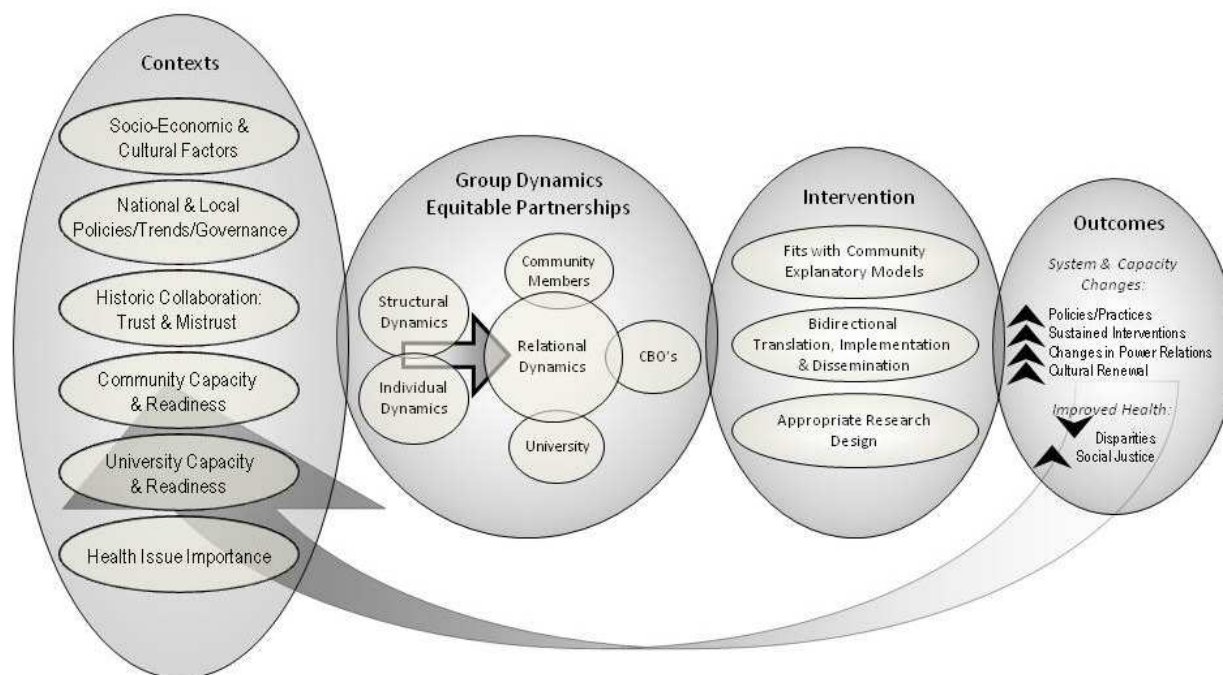 Contexts
Socio-Economic &
Cultural Factors
National & Local
Policies/Trends/Governance
Historic Collaboration:
Trust & Mistrust
Community Capacity
& Readiness
University Capacity
& Readiness
Health Issue Importance
Group Dynamics
Equitable Partnerships
Structural
Dynamics
Individual
Dynamics
Community
Members
Relational
Dynamics
CBO's
University
Intervention
Fits with Community
Explanatory Models
Bidirectional
Translation, Implementation
& Dissemination
Appropriate Research
Design
Outcomes
System & Capacity
Changes:
Policies/Practices
Sustained Interventions
Changes in Power Relations
Cultural Renewal
Improved Health:
Disparities
Social Justice